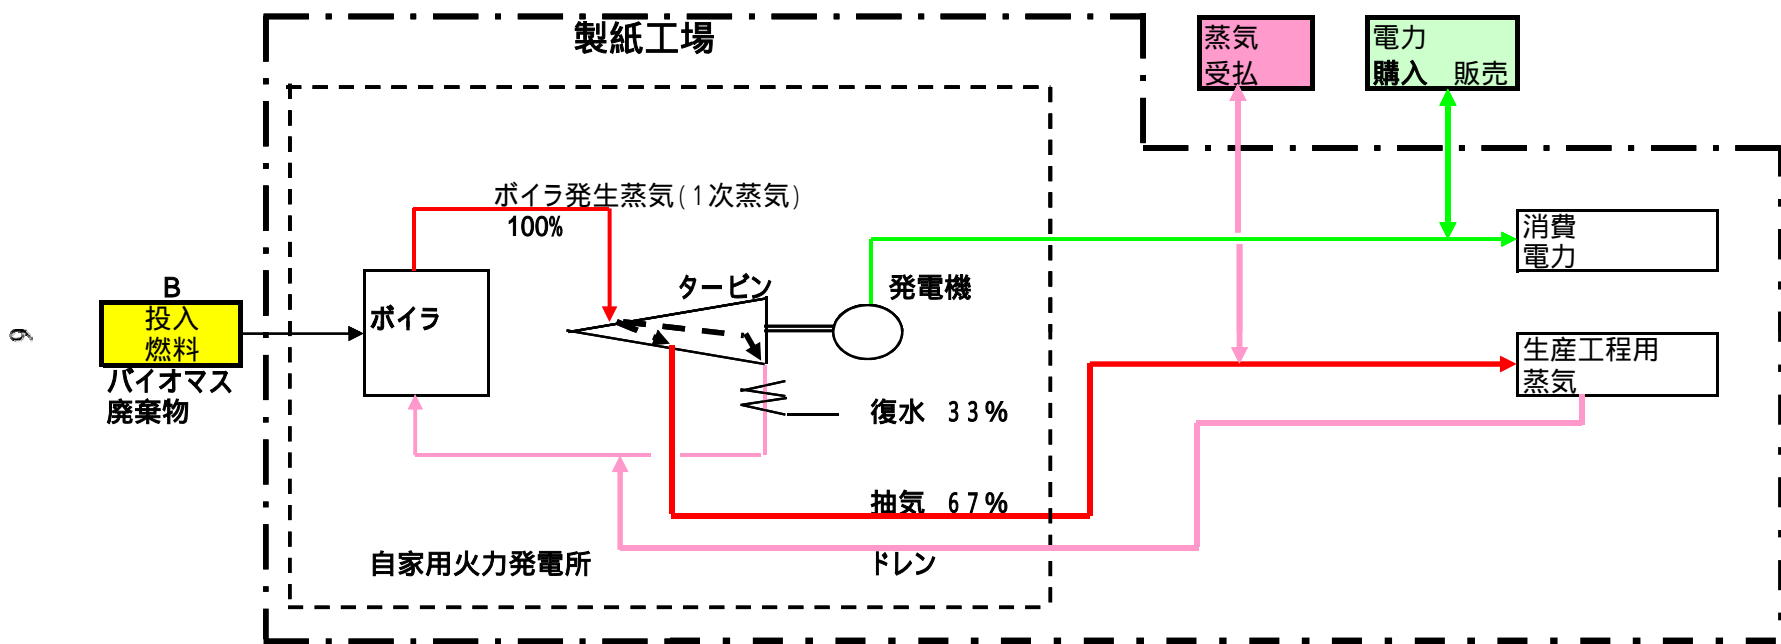 製紙工場
蒸気
受払
電力
購入 販売
ボイラ発生蒸気(1次蒸気)
100%
消費
電力
タービン
発電機
B
投入
燃料
バイオマス
廃棄物
ボイラ
生産工程用
蒸気
復水 33%
抽気 67%
自家用火力発電所
ドレン
6